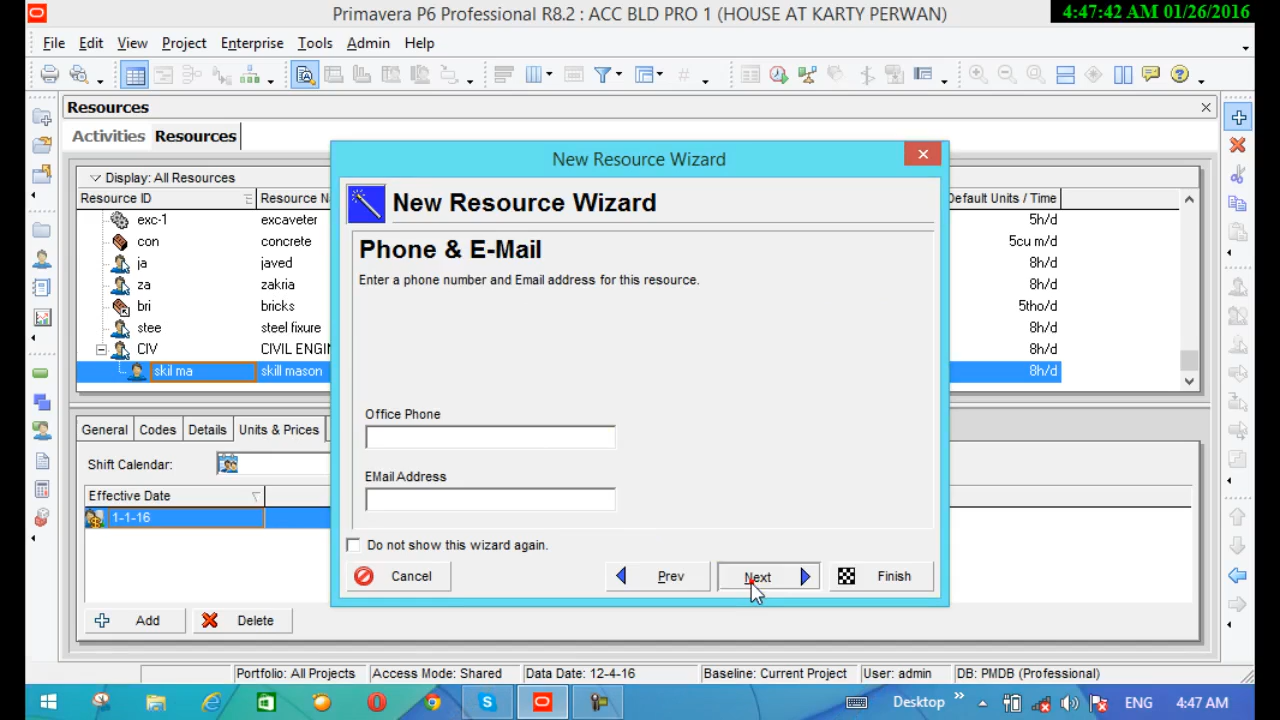 Primavera P6 Professional R8.2 : ACC BLD PRO 1 (HOUSE AT KARTY PERWAN)
4:47:42 AM 01/26/2016
File Edit View Project Enterprise Tools Admin Help
Resources
Activities Resources
Display: All Resources
Resource ID Resource N Default Units / Time
exc-1 excaveter 5h/d
con concrete 5cu m/d
ja javed 8h/d
za zakria 8h/d
bri bricks 5tho/d
stee steel fixure 8h/d
CIV CIVIL ENGIN 8h/d
skil ma skill mason 8h/d
General Codes Details Units & Prices
Shift Calendar:
Effective Date
1-1-16
Add Delete
New Resource Wizard
New Resource Wizard
Phone & E-Mail
Enter a phone number and Email address for this resource.
Office Phone
EMail Address
Do not show this wizard again.
Cancel Prev Next Finish
Portfolio: All Projects Access Mode: Shared Data Date: 12-4-16 Baseline: Current Project User: admin DB: PMDB (Professional)
Desktop ENG 4:47 AM